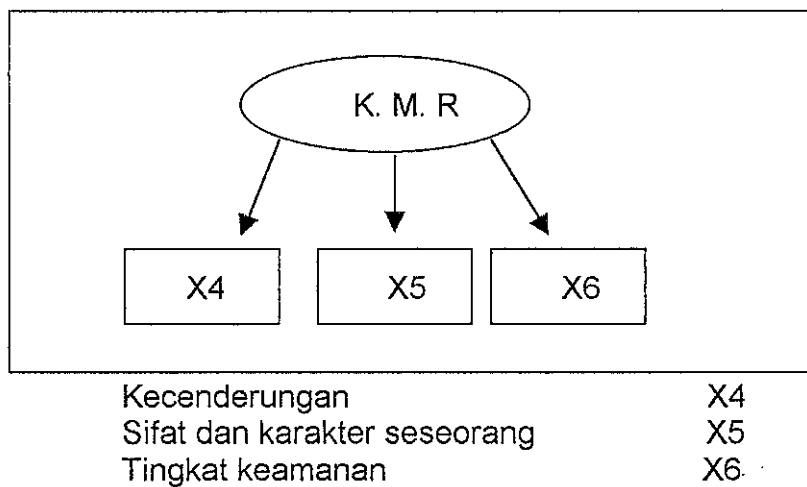 K. M. R
X4 X5 X6
Kecenderungan X4
Sifat dan karakter seseorang X5
Tingkat keamanan X6